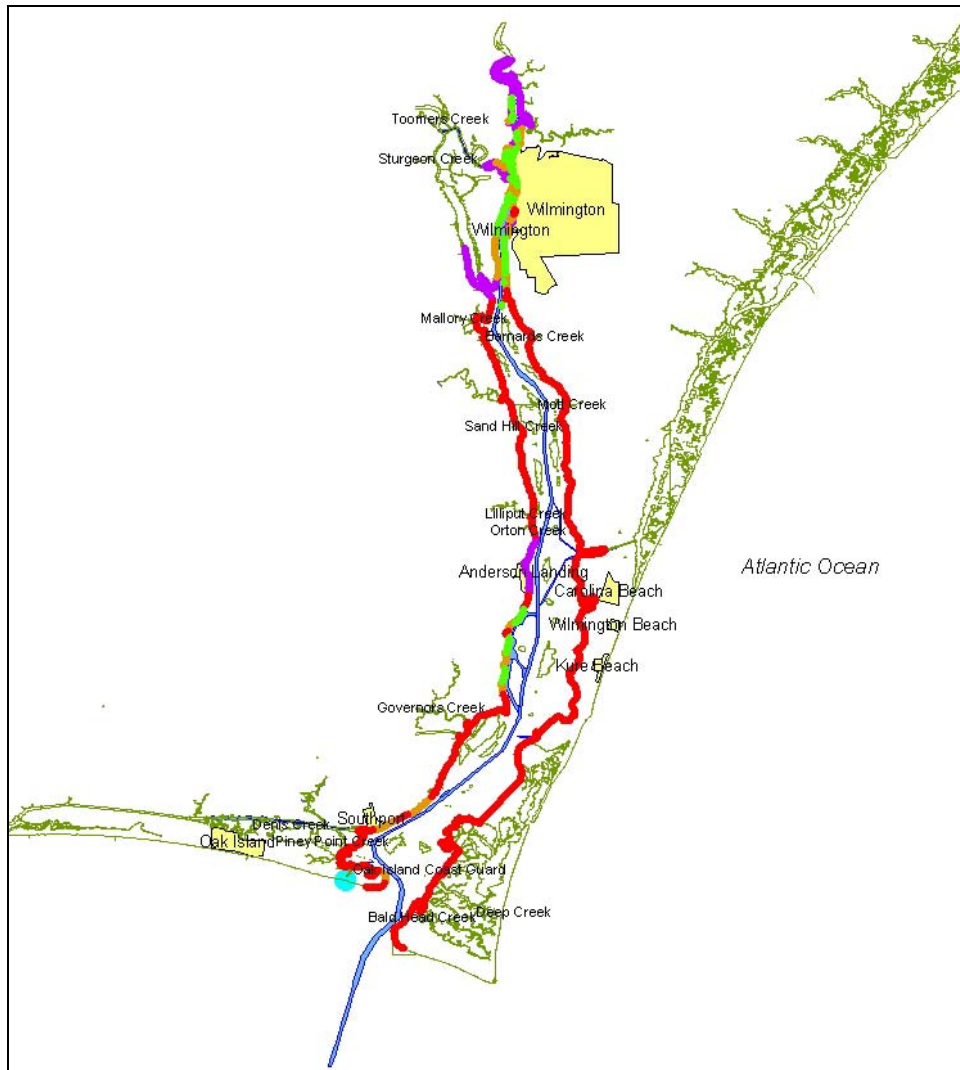 Toomers Creek
Sturgeon Creek
Wilmington
Wilmington
Mallory Creek
Barnards Creek
Mott Creek
Sand Hill Creek
Lilliput Creek
Orton Creek
Atlantic Ocean
Anderson Landing
Carolina Beach
Wilmington Beach
Kure Beach
Governors Creek
Southport
Denis Creek
Oak Island
Piney Point Creek
Oak Island Coast Guard
Bald Head Creek
Deep Creek